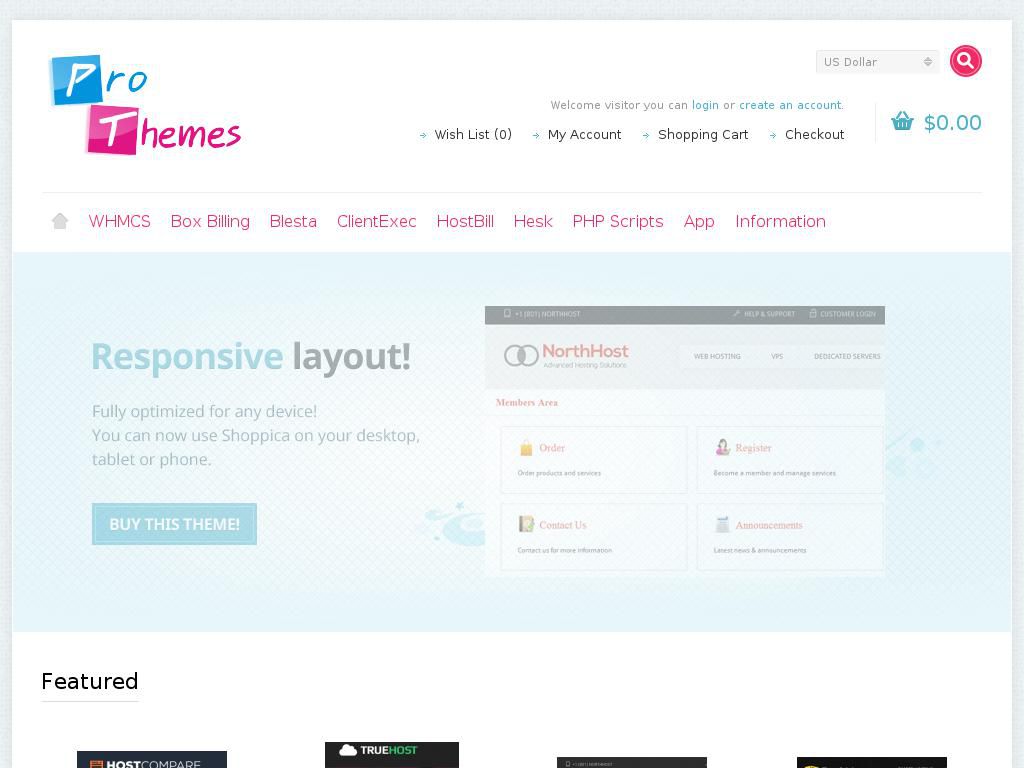 Pro Themes
US Dollar
Welcome visitor you can login or create an account.
Wish List (0) My Account Shopping Cart Checkout
$0.00
WHMCS Box Billing Blesta ClientExec HostBill Hesk PHP Scripts App Information
Responsive layout!
Fully optimized for any device!
You can now use Shoppica on your desktop,
tablet or phone.
BUY THIS THEME!
+1 (801) NORTHHOST HELP & SUPPORT CUSTOMER LOGIN
NorthHost
Advanced Hosting Solutions
WEB HOSTING VPS DEDICATED SERVERS
Members Area
Order Register
Order products and services Become a member and manage services
Contact Us Announcements
Contact us for more information Latest news & announcements
Featured
HOSTCOMPARE TRUEHOST